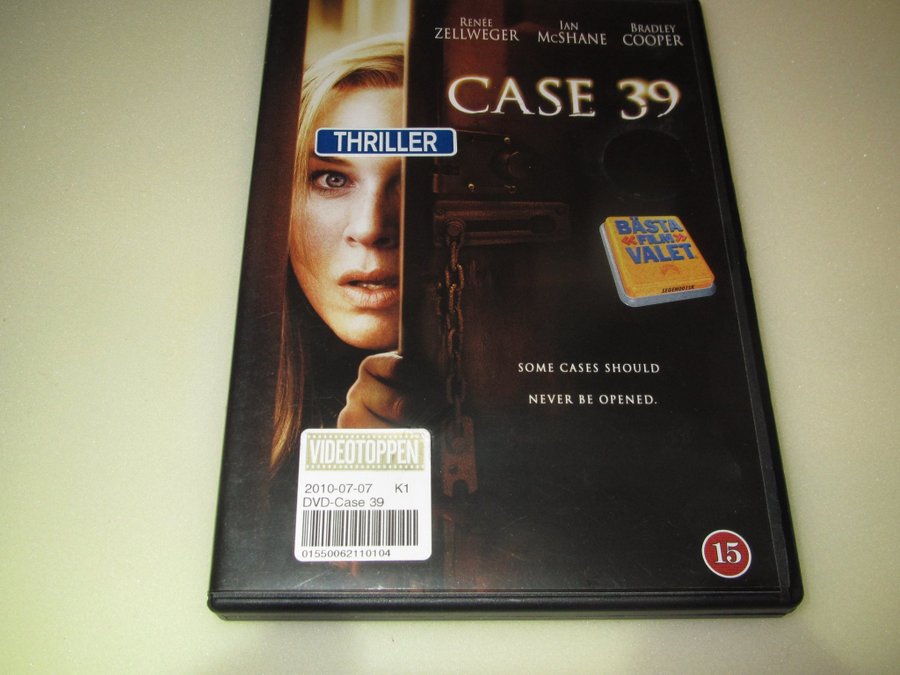 RENÉE ZELLWEGER
IAN McSHANE
BRADLEY COOPER
CASE 39
THRILLER
BÄSTA
«FILM»
VALET
SOME CASES SHOULD
NEVER BE OPENED.
VIDEOTOPPEN
2010-07-07 K1
DVD-Case 39
01550062110104
15